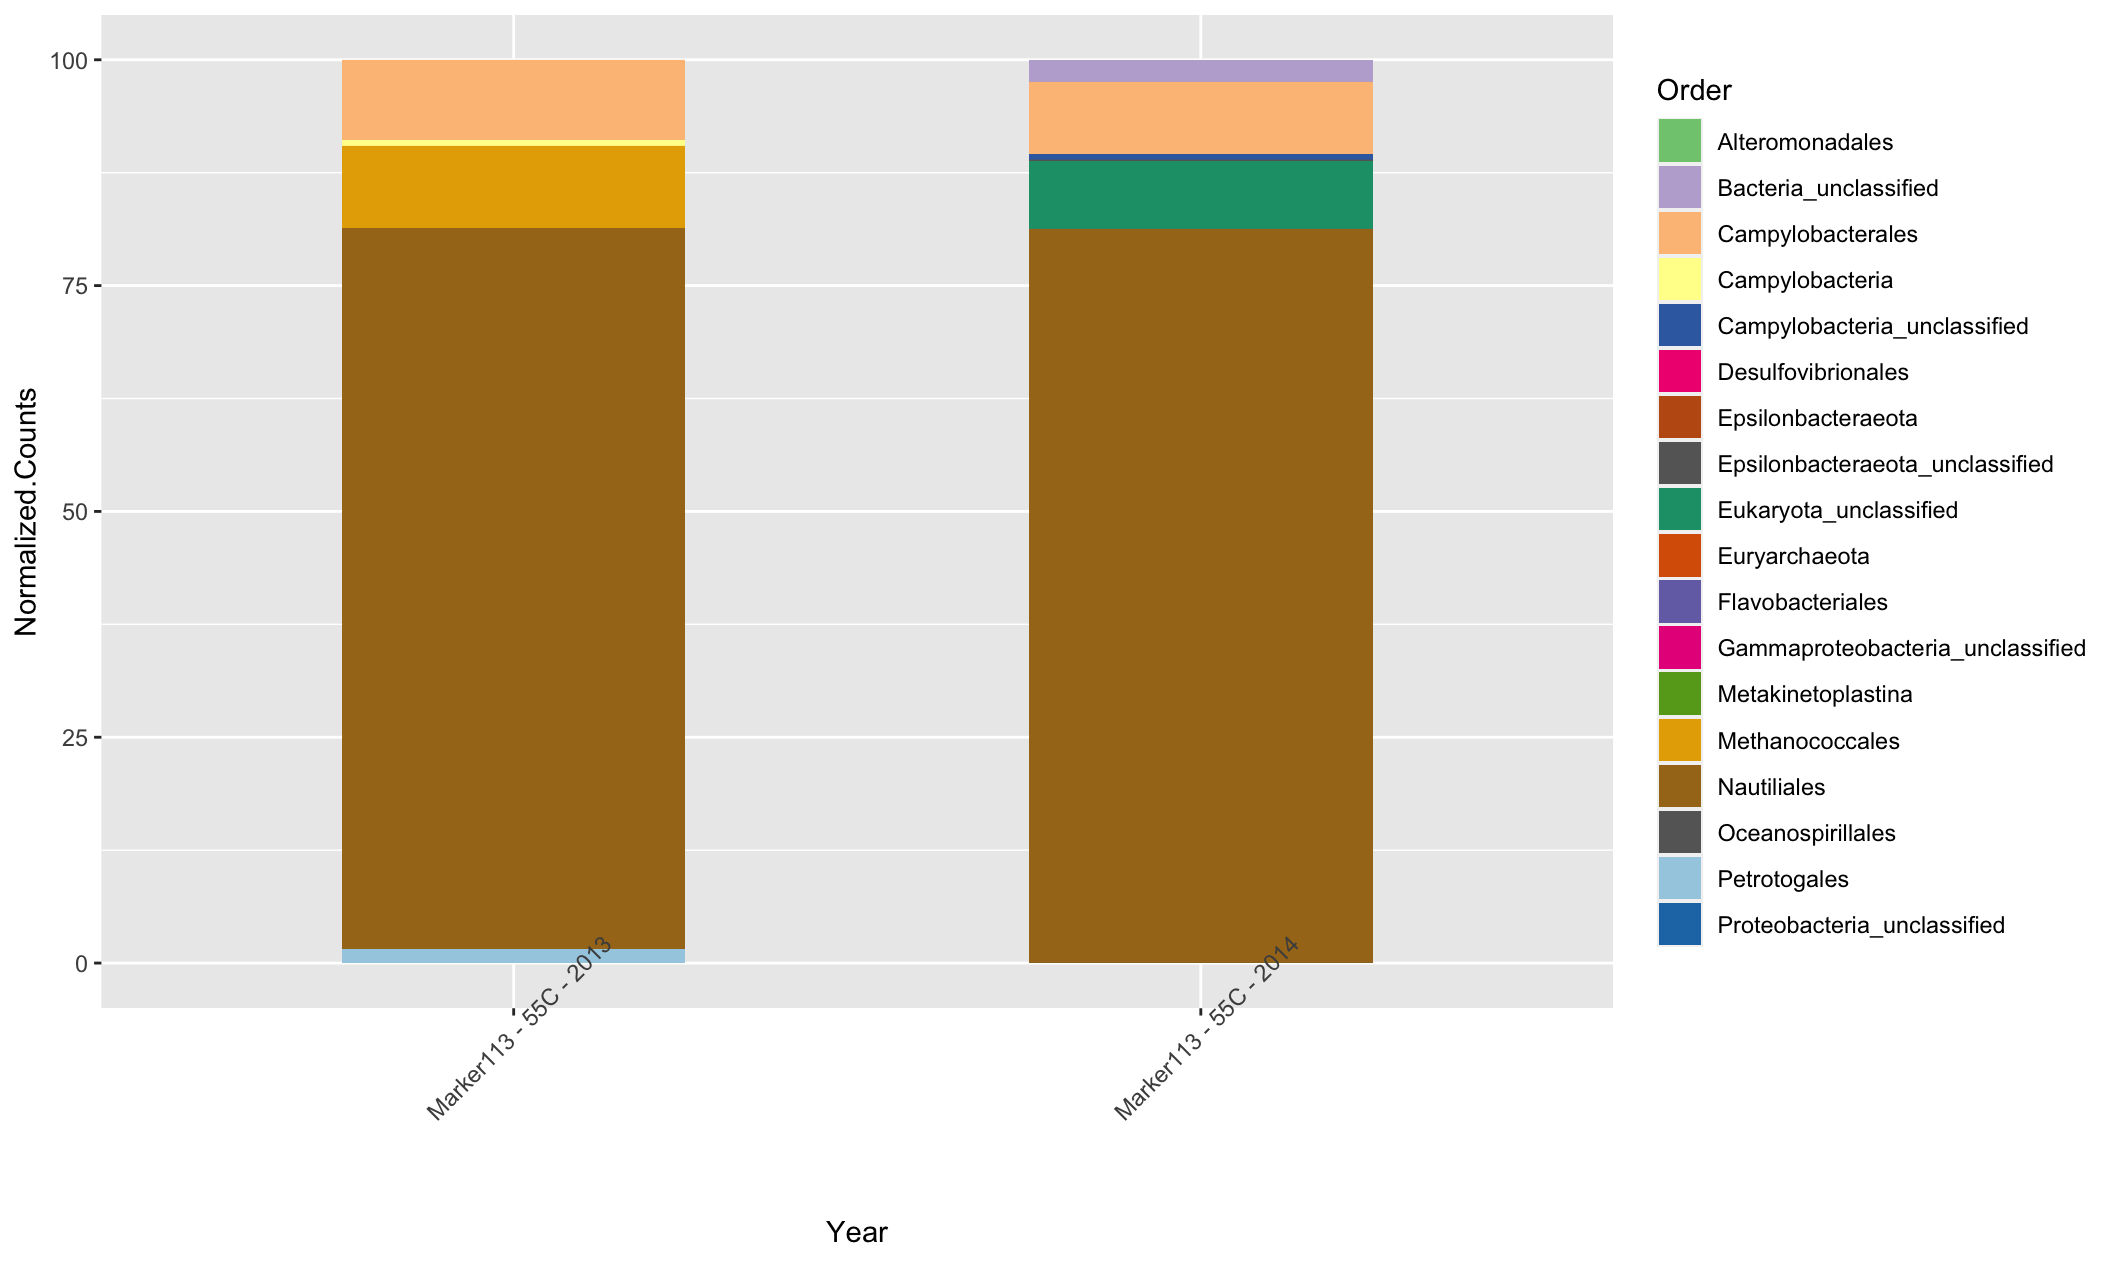 100
75
50
25
0
Normalized.Counts
Marker113 - 55C - 2013
Marker113 - 55C - 2014
Year
Order
Alteromonadales
Bacteria_unclassified
Campylobacterales
Campylobacteria
Campylobacteria_unclassified
Desulfovibrionales
Epsilonbacteraeota
Epsilonbacteraeota_unclassified
Eukaryota_unclassified
Euryarchaeota
Flavobacteriales
Gammaproteobacteria_unclassified
Metakinetoplastina
Methanococcales
Nautiliales
Oceanospirillales
Petrotogales
Proteobacteria_unclassified